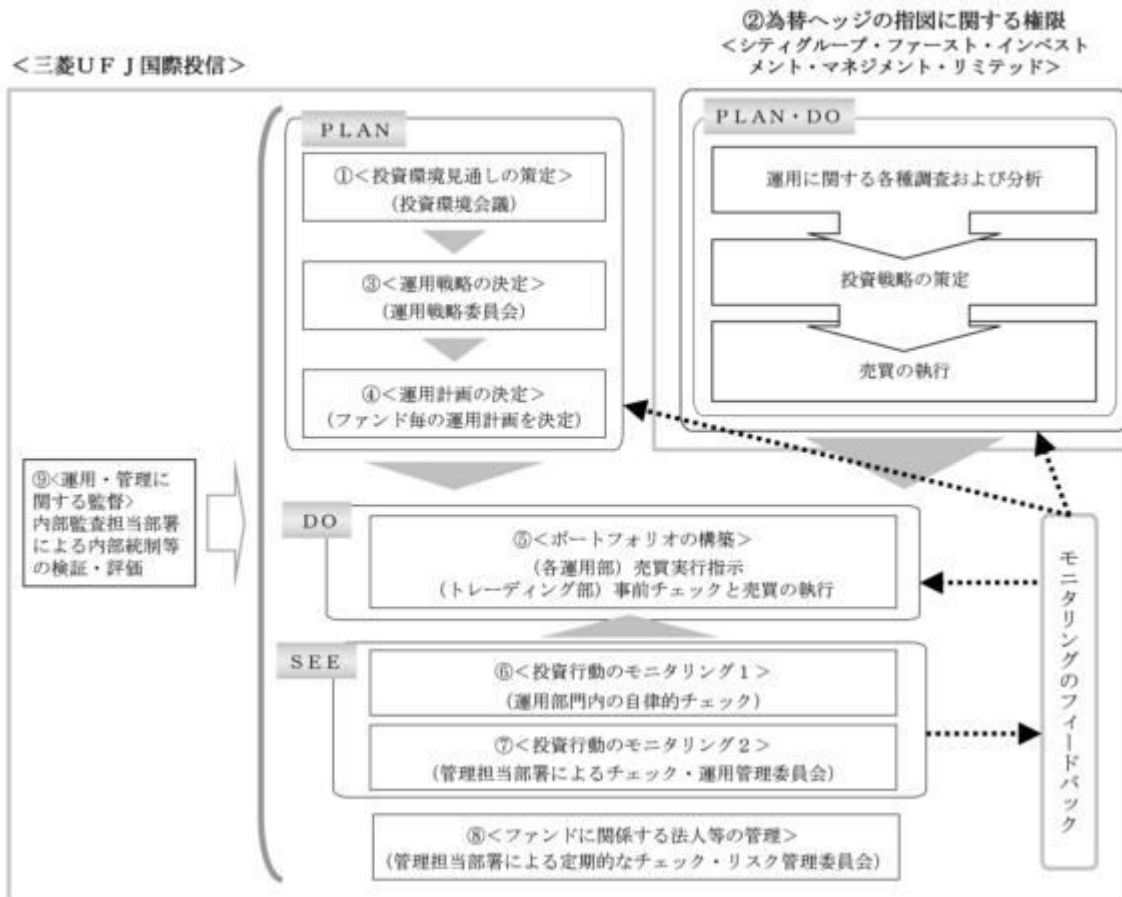 ②為替ヘッジの指図に関する権限
<シティグループ・ファースト・インベスト
メント・マネジメント・リミテッド>
<三菱UFJ国際投信>
PLAN
①<投資環境見通しの策定>
(投資環境会議)
③<運用戦略の決定>
(運用戦略委員会)
④<運用計画の決定>
(ファンド毎の運用計画を決定)
PLAN・DO
運用に関する各種調査および分析
投資戦略の策定
売買の執行
⑨<運用・管理に
関する監督>
内部監査担当部署
による内部統制等
の検証・評価
DO
⑤<ポートフォリオの構築>
(各運用部)売買実行指示
(トレーディング部)事前チェックと売買の執行
SEE
⑥<投資行動のモニタリング1>
(運用部門内の自律的チェック)
⑦<投資行動のモニタリング2>
(管理担当部署によるチェック・運用管理委員会)
⑧<ファンドに関係する法人等の管理>
(管理担当部署による定期的なチェック・リスク管理委員会)
モニタリングのフィードバック